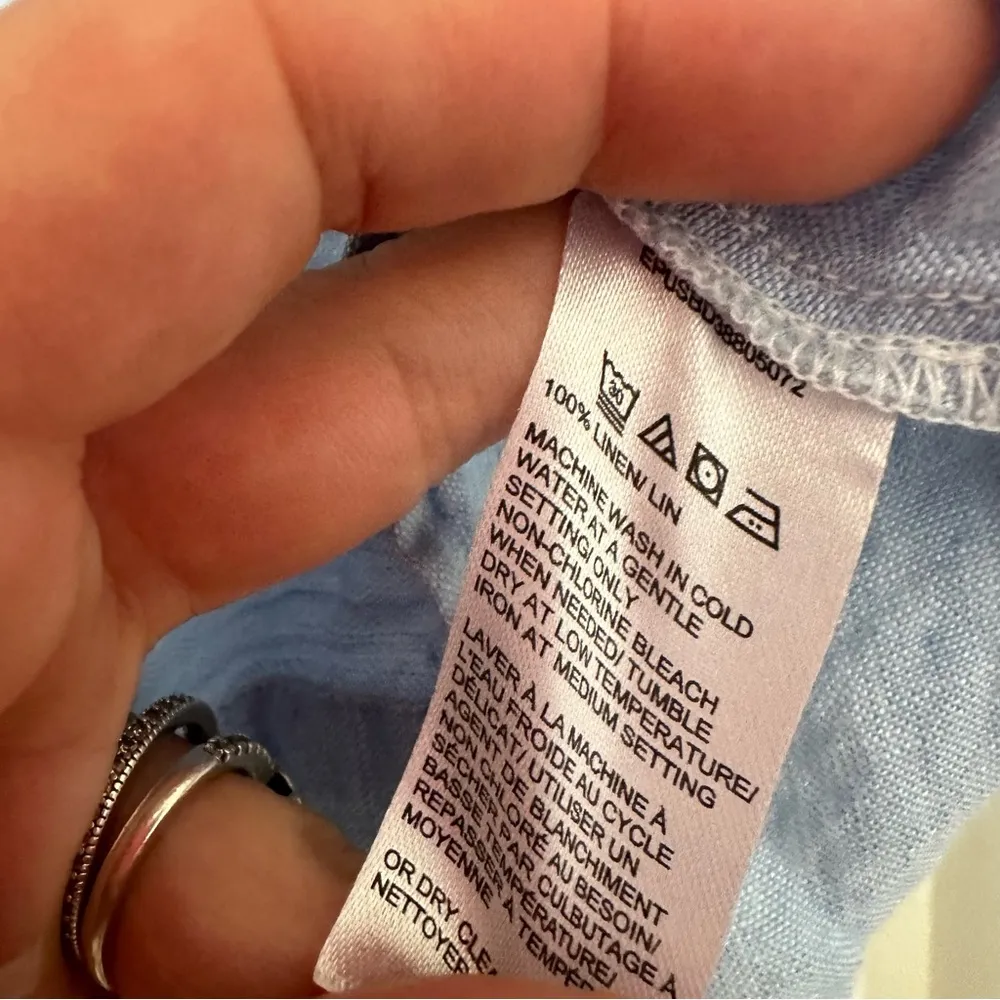 EPUSBD38805072
30
100% LINEN/ LIN
MACHINE WASH IN COLD
WATER AT A GENTLE
SETTING/ ONLY
NON-CHLORINE BLEACH
WHEN NEEDED/ TUMBLE
DRY AT LOW TEMPERATURE/
IRON AT MEDIUM SETTING
LAVER À LA MACHINE À
L'EAU FROIDE AU CYCLE
DÉLICAT/ UTILISER UN
AGENT DE BLANCHIMENT
NON CHLORÉ AU BESOIN/
SÉCHER PAR CULBUTAGE À
BASSE TEMPÉRATURE/
REPASSER À TEMPÉR
MOYENNE
OR DRY CLEA
NETTOYER